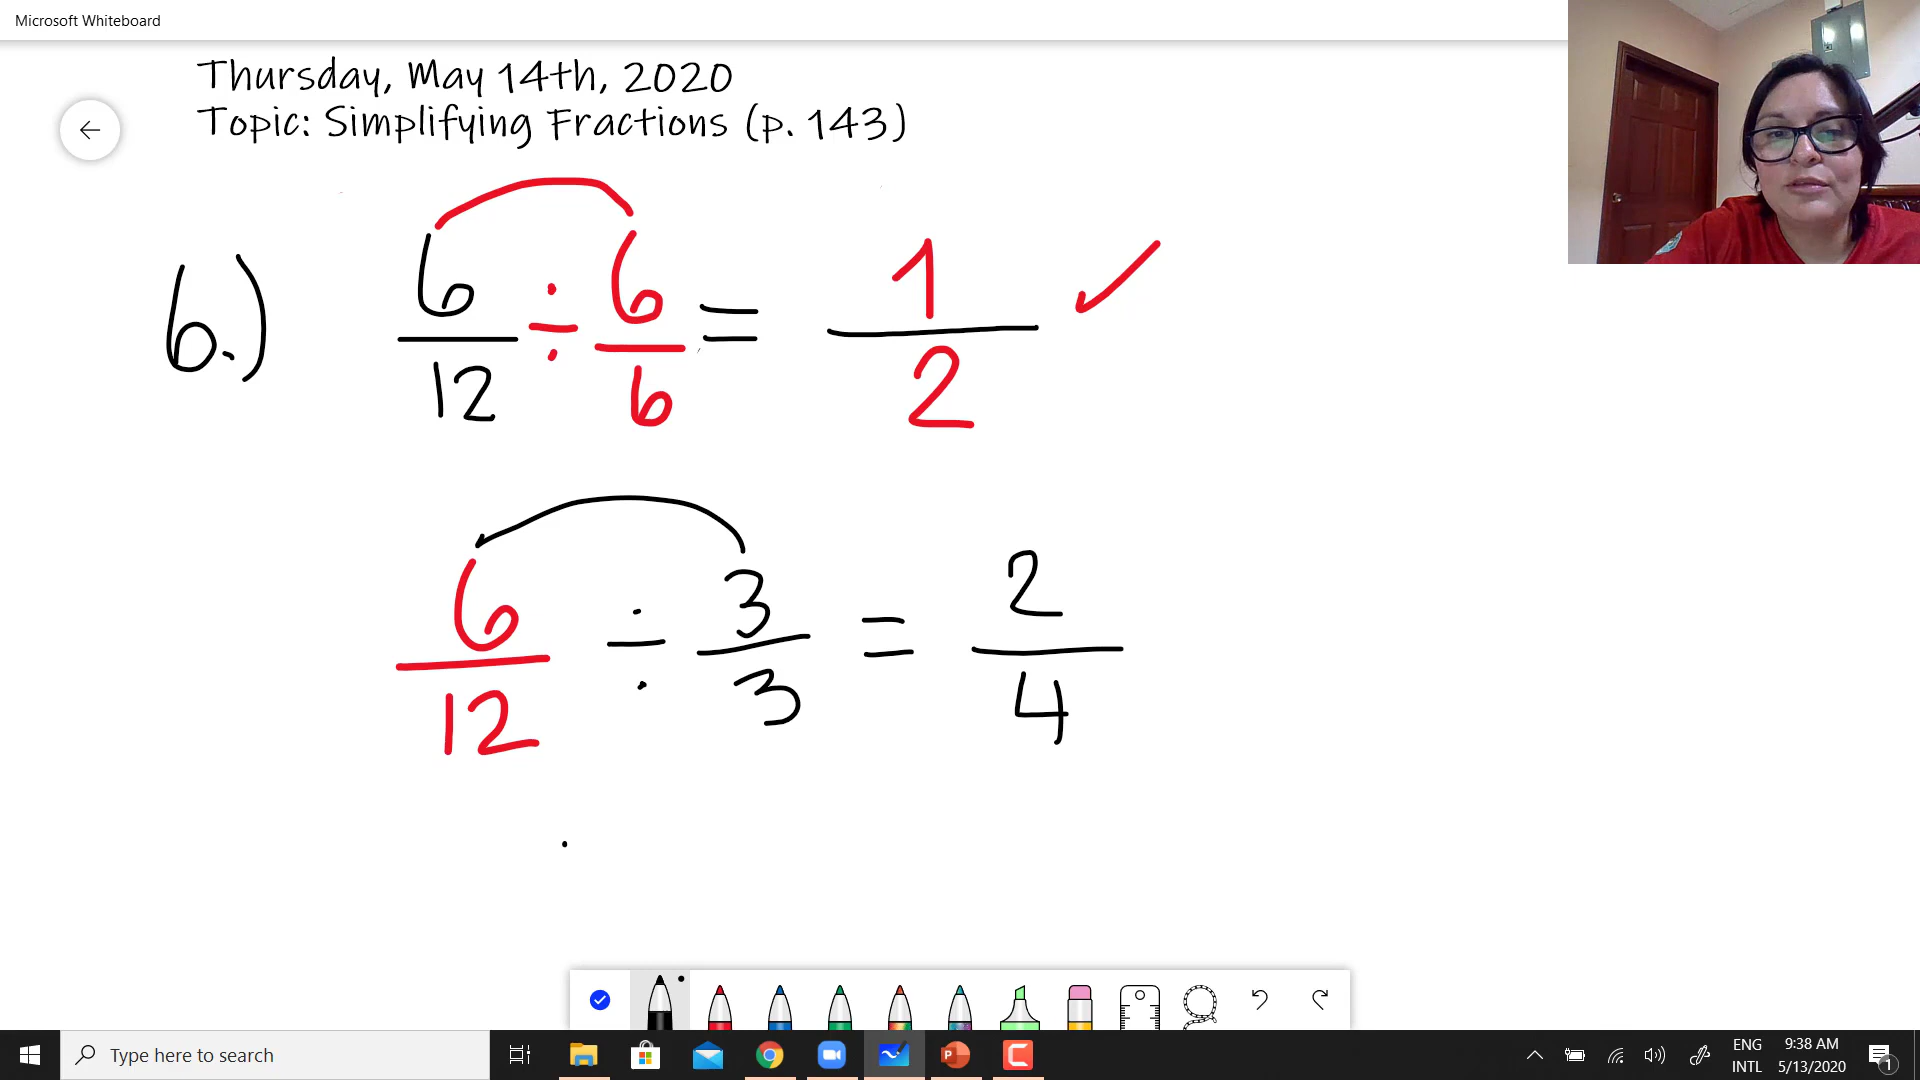 Microsoft Whiteboard
Thursday, May 14th, 2020
Topic: Simplifying Fractions (p. 143)
6.) 6/12 ÷ 6/6 = 1/2 ✓
6/12 ÷ 3/3 = 2/4
Type here to search
ENG
INTL
9:38 AM
5/13/2020
1